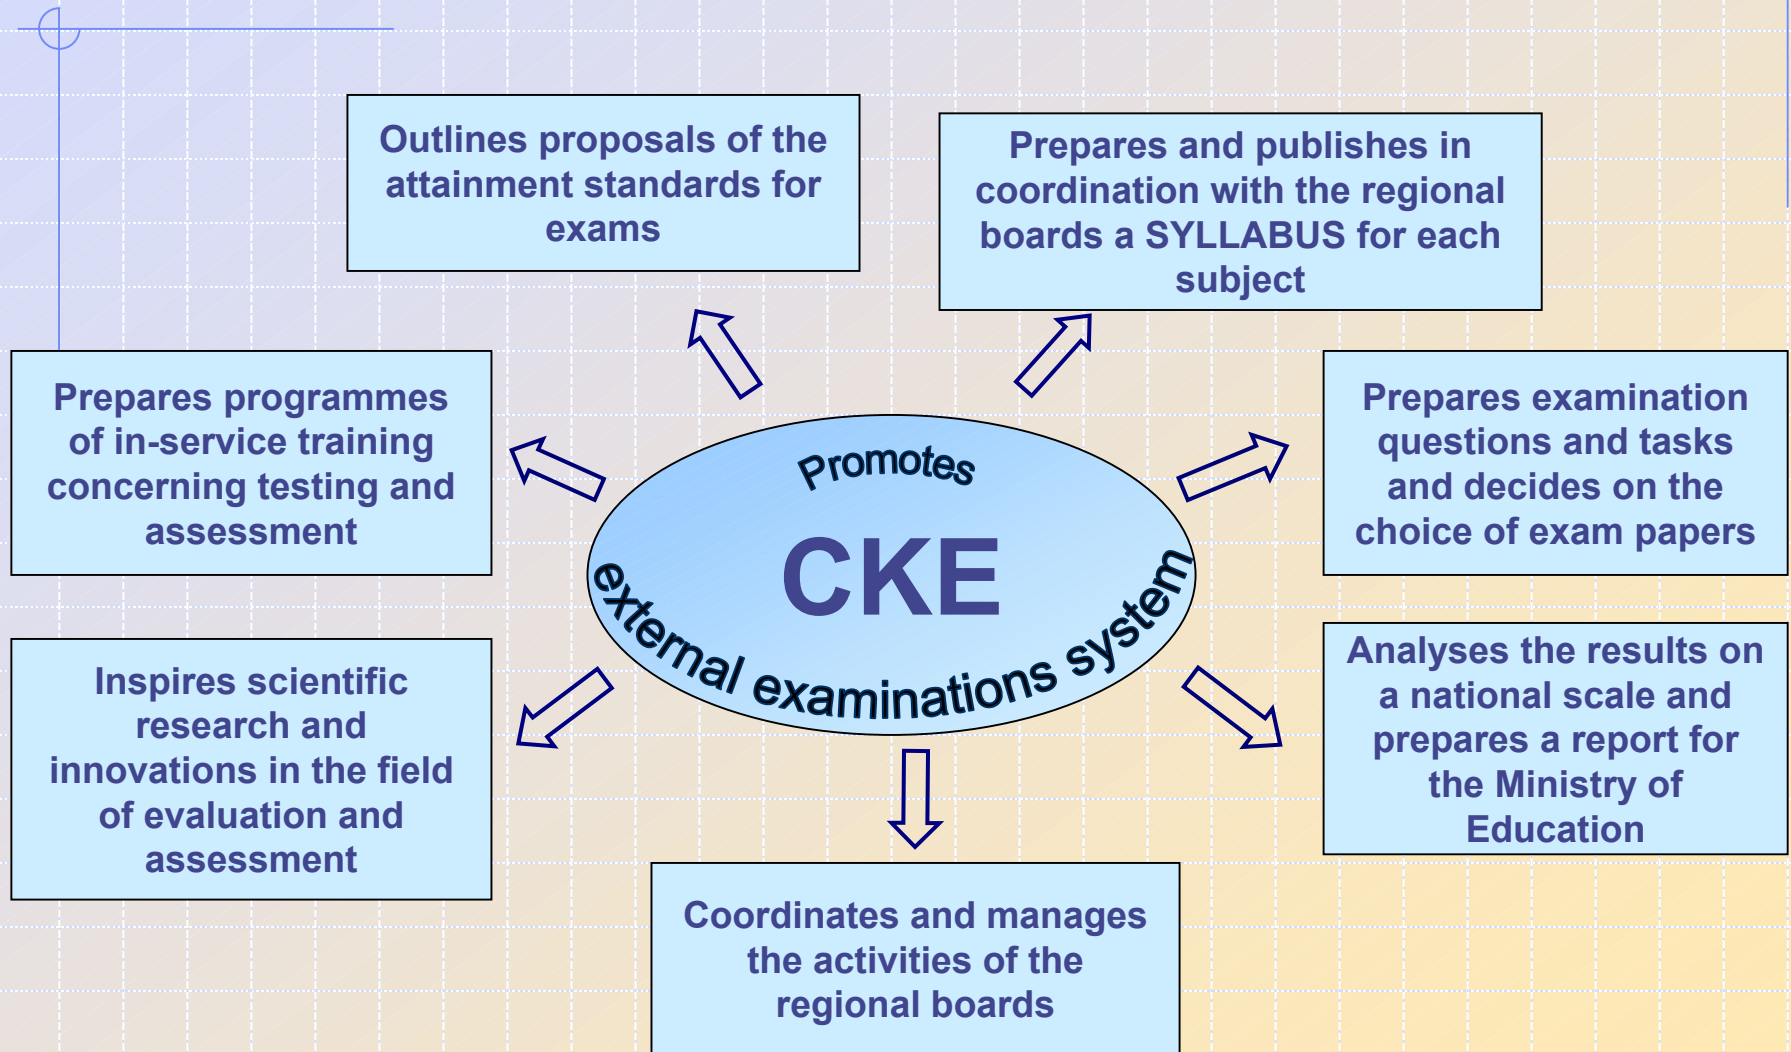 Outlines proposals of the
attainment standards for
exams
Prepares and publishes in
coordination with the regional
boards a SYLLABUS for each
subject
Prepares programmes
of in-service training
concerning testing and
assessment
Prepares examination
questions and tasks
and decides on the
choice of exam papers
Promotes
CKE
external examinations system
Inspires scientific
research and
innovations in the field
of evaluation and
assessment
Analyses the results on
a national scale and
prepares a report for
the Ministry of
Education
Coordinates and manages
the activities of the
regional boards